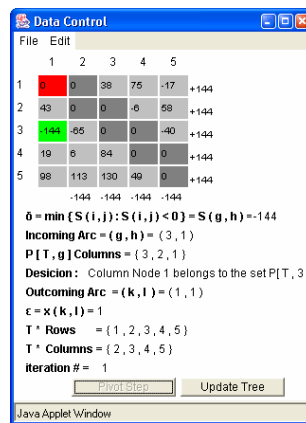 Data Control
File Edit
1 2 3 4 5
1 0 0 38 75 -17 +144
2 43 0 0 -6 58 +144
3 -144 -65 0 0 -40 +144
4 19 6 84 0 0 +144
5 98 113 130 49 0 +144
-144 -144 -144 -144
δ = min { S ( i , j ) : S ( i , j ) < 0 } = S ( g , h ) = -144
Incoming Arc = ( g , h ) = ( 3 , 1 )
P [ T , g ] Columns = { 3 , 2 , 1 }
Desicion : Column Node 1 belongs to the set P[ T , 3
Outcoming Arc = ( k , l ) = ( 1 , 1 )
ε = x ( k , l ) = 1
T * Rows = { 1 , 2 , 3 , 4 , 5 }
T * Columns = { 2 , 3 , 4 , 5 }
iteration # = 1
Pivot Step Update Tree
Java Applet Window